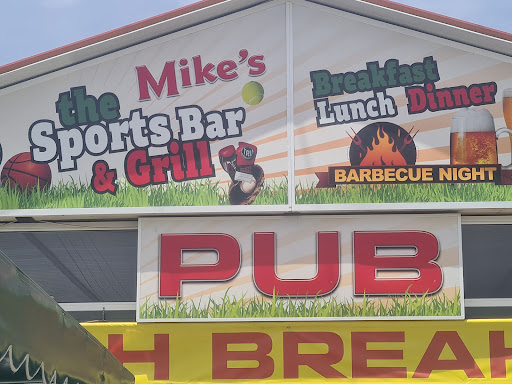 Mike's
the
Sports Bar
& Grill
Breakfast
Lunch Dinner
BARBECUE NIGHT
PUB
H BREAK